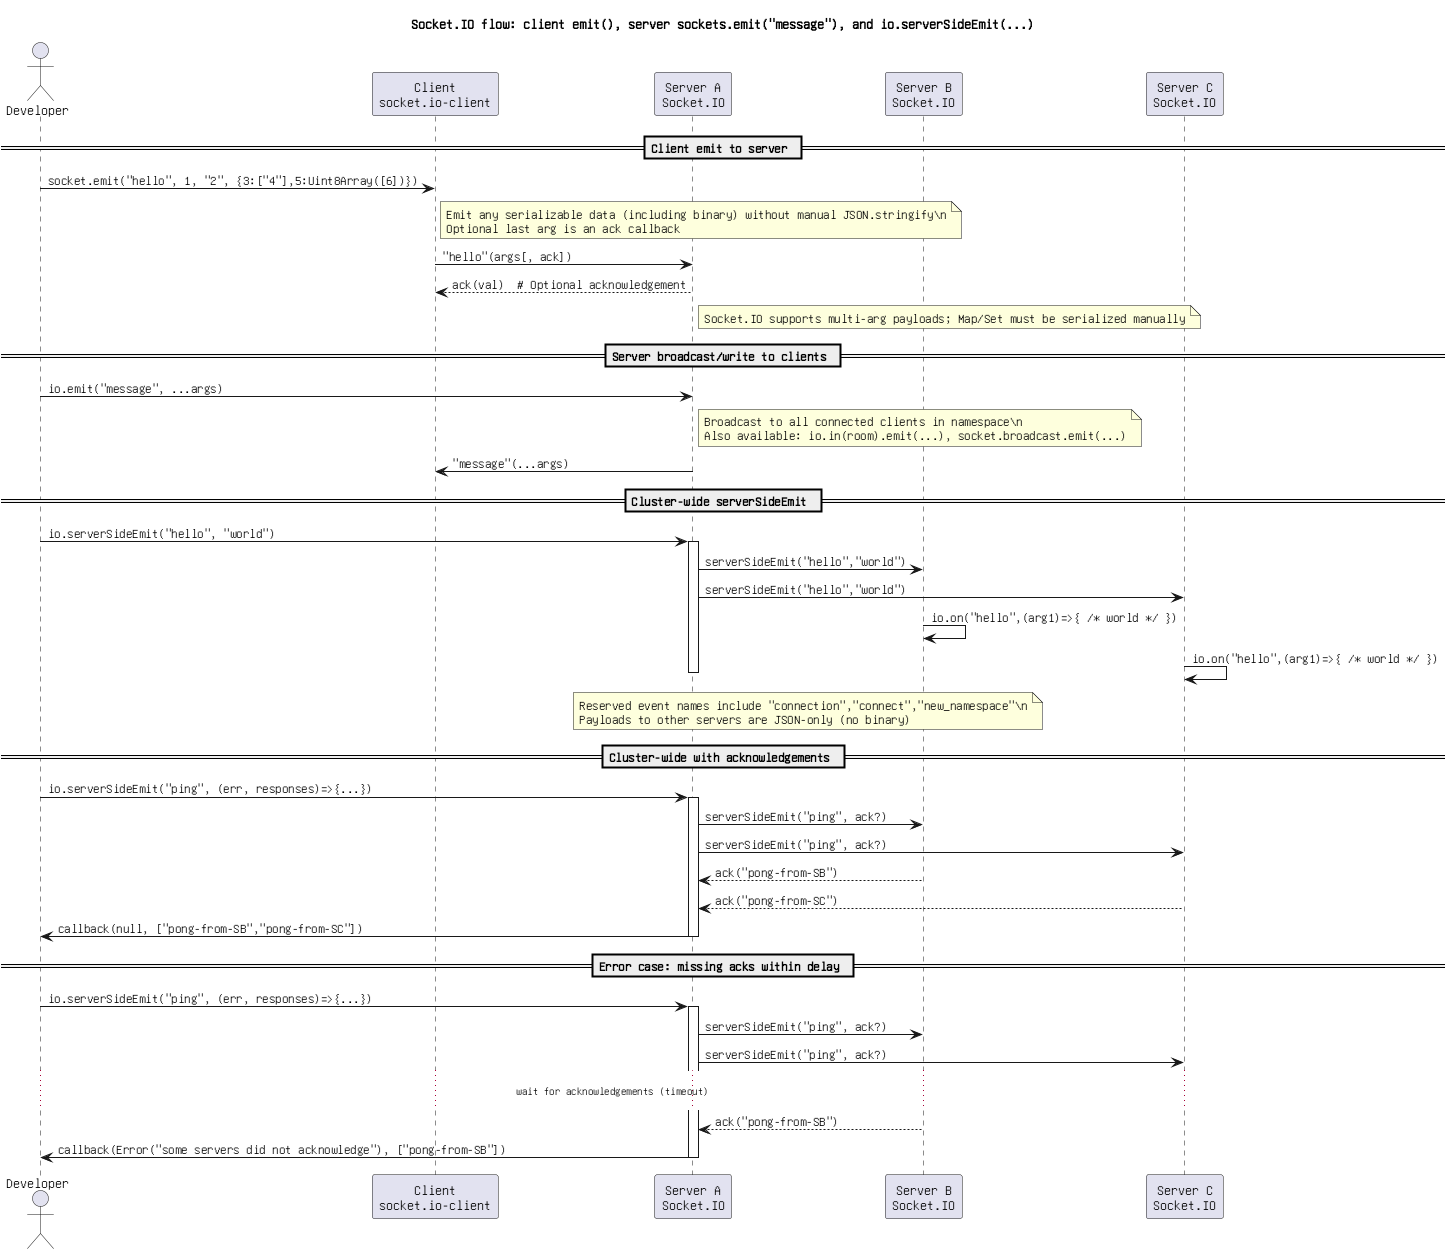 Socket.IO flow: client emit(), server sockets.emit("message"), and io.serverSideEmit(...)
Developer
Client
socket.io-client
Server A
Socket.IO
Server B
Socket.IO
Server C
Socket.IO
Client emit to server
socket.emit("hello", 1, "2", {3:["4"],5:Uint8Array([6])})
Emit any serializable data (including binary) without manual JSON.stringify\n
Optional last arg is an ack callback
"hello"(args[, ack])
ack(val)  # Optional acknowledgement
Socket.IO supports multi-arg payloads; Map/Set must be serialized manually
Server broadcast/write to clients
io.emit("message", ...args)
Broadcast to all connected clients in namespace\n
Also available: io.in(room).emit(...), socket.broadcast.emit(...)
"message"(...args)
Cluster-wide serverSideEmit
io.serverSideEmit("hello", "world")
serverSideEmit("hello","world")
serverSideEmit("hello","world")
io.on("hello",(arg1)=>{ /* world */ })
io.on("hello",(arg1)=>{ /* world */ })
Reserved event names include "connection","connect","new_namespace"\n
Payloads to other servers are JSON-only (no binary)
Cluster-wide with acknowledgements
io.serverSideEmit("ping", (err, responses)=>{...})
serverSideEmit("ping", ack?)
serverSideEmit("ping", ack?)
ack("pong-from-SB")
ack("pong-from-SC")
callback(null, ["pong-from-SB","pong-from-SC"])
Error case: missing acks within delay
io.serverSideEmit("ping", (err, responses)=>{...})
serverSideEmit("ping", ack?)
serverSideEmit("ping", ack?)
wait for acknowledgements (timeout)
ack("pong-from-SB")
callback(Error("some servers did not acknowledge"), ["pong-from-SB"])
Developer
Client
socket.io-client
Server A
Socket.IO
Server B
Socket.IO
Server C
Socket.IO